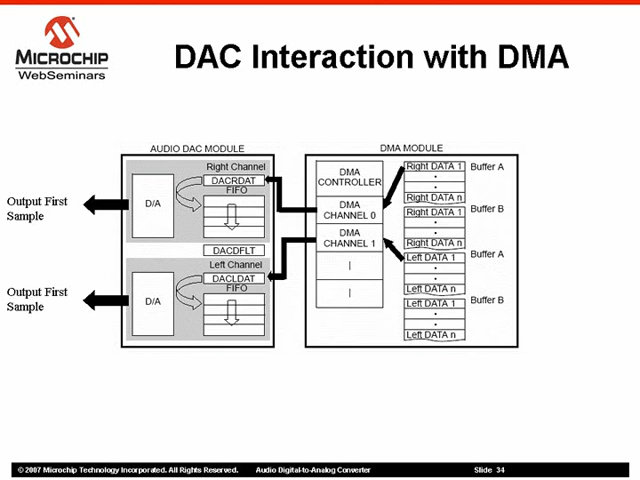 MICROCHIP
WebSeminars
DAC Interaction with DMA
AUDIO DAC MODULE
DMA MODULE
Right Channel
DACRDAT
FIFO
D/A
Output First
Sample
DACDFLT
Left Channel
DACLDAT
FIFO
D/A
Output First
Sample
DMA
CONTROLLER
DMA
CHANNEL 0
DMA
CHANNEL 1
Right DATA 1
Buffer A
Right DATA n
Right DATA 1
Buffer B
Right DATA n
Left DATA 1
Buffer A
Left DATA n
Left DATA 1
Buffer B
Left DATA n
© 2007 Microchip Technology Incorporated. All Rights Reserved. Audio Digital-to-Analog Converter Slide 34